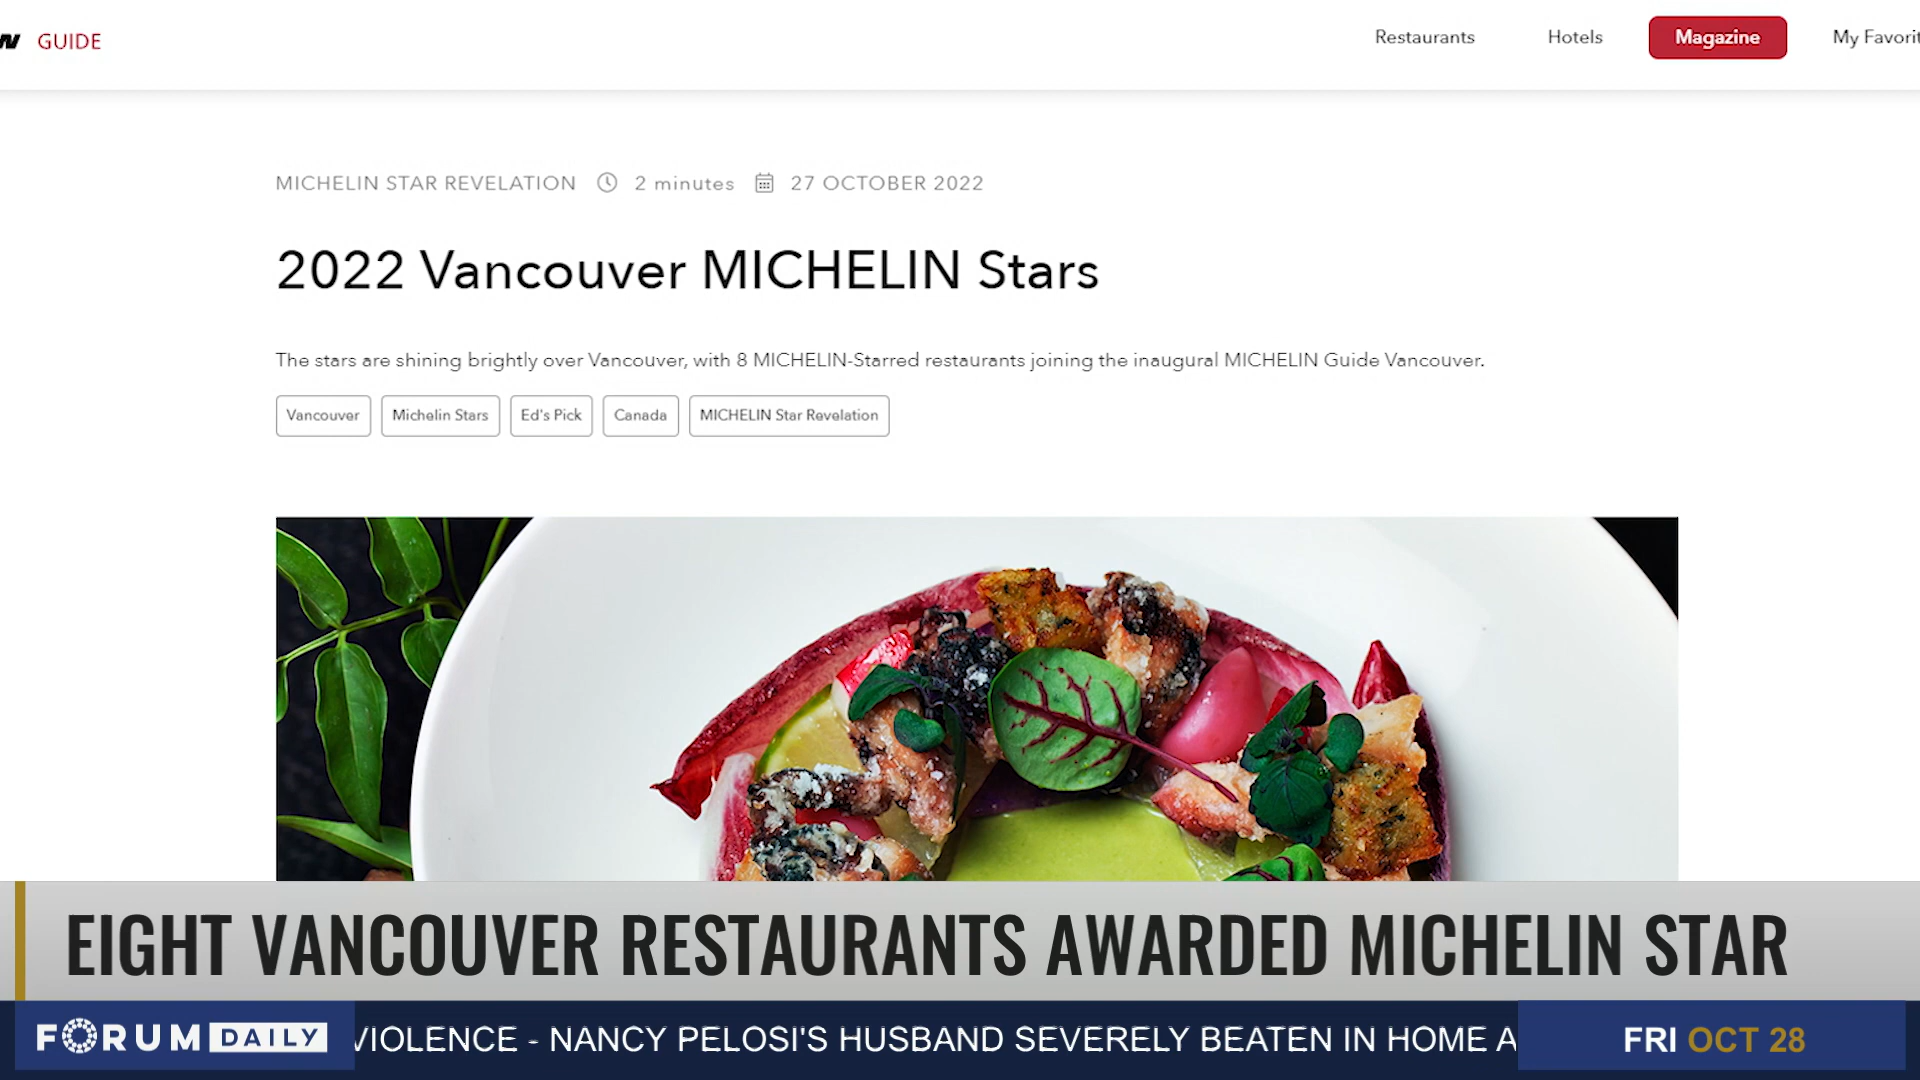 GUIDE
Restaurants
Hotels
Magazine
My Favorit
MICHELIN STAR REVELATION 2 minutes 27 OCTOBER 2022
2022 Vancouver MICHELIN Stars
The stars are shining brightly over Vancouver, with 8 MICHELIN-Starred restaurants joining the inaugural MICHELIN Guide Vancouver.
Vancouver
Michelin Stars
Ed's Pick
Canada
MICHELIN Star Revelation
EIGHT VANCOUVER RESTAURANTS AWARDED MICHELIN STAR
FORUM DAILY
VIOLENCE - NANCY PELOSI'S HUSBAND SEVERELY BEATEN IN HOME A
FRI OCT 28